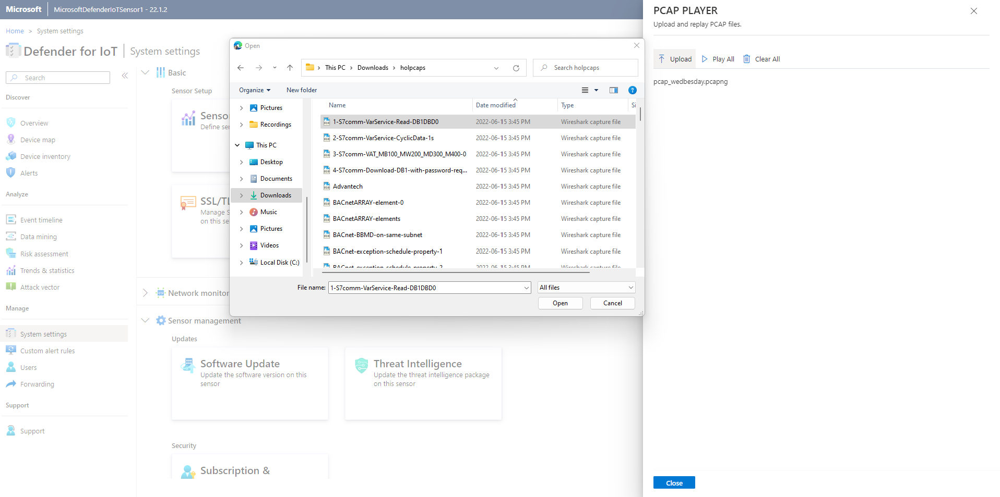 Microsoft
MicrosoftDefenderIoTSensor1 - 22.1.2
Home > System settings
Defender for IoT
System settings
Search
Discover
Overview
Device map
Device inventory
Alerts
Analyze
Event timeline
Data mining
Risk assessment
Trends & statistics
Attack vector
Manage
System settings
Custom alert rules
Users
Forwarding
Support
Support
Basic
Sensor Setup
Senso
Define se
SSL/TL
Manage S
on this se
Network monitor
Sensor management
Updates
Software Update
Update the software version on this
sensor
Threat Intelligence
Update the threat intelligence package
on this sensor
Security
Subscription &
Open
This PC > Downloads > holpcaps
Search holpcaps
Organize
New folder
Pictures
Recordings
This PC
Desktop
Documents
Downloads
Music
Pictures
Videos
Local Disk (C:)
Name Date modified Type Si
1-S7comm-VarService-Read-DB1DBD0 2022-06-15 3:45 PM Wireshark capture file
2-S7comm-VarService-CyclicData-1s 2022-06-15 3:45 PM Wireshark capture file
3-S7comm-VAT_MB100_MW200_MD300_M400-0 2022-06-15 3:45 PM Wireshark capture file
4-S7comm-Download-DB1-with-password-req... 2022-06-15 3:45 PM Wireshark capture file
Advantech 2022-06-15 3:45 PM Wireshark capture file
BACnetARRAY-element-0 2022-06-15 3:45 PM Wireshark capture file
BACnetARRAY-elements 2022-06-15 3:45 PM Wireshark capture file
BACnet-BBMD-on-same-subnet 2022-06-15 3:45 PM Wireshark capture file
BACnet-exception-schedule-property-1 2022-06-15 3:45 PM Wireshark capture file
BACnet-exception-schedule-property-2 2022-06-15 3:45 PM Wireshark capture file
File name: 1-S7comm-VarService-Read-DB1DBD0
All files
Open
Cancel
PCAP PLAYER
Upload and replay PCAP files.
Upload
Play All
Clear All
pcap_wedbesday.pcapng
Close